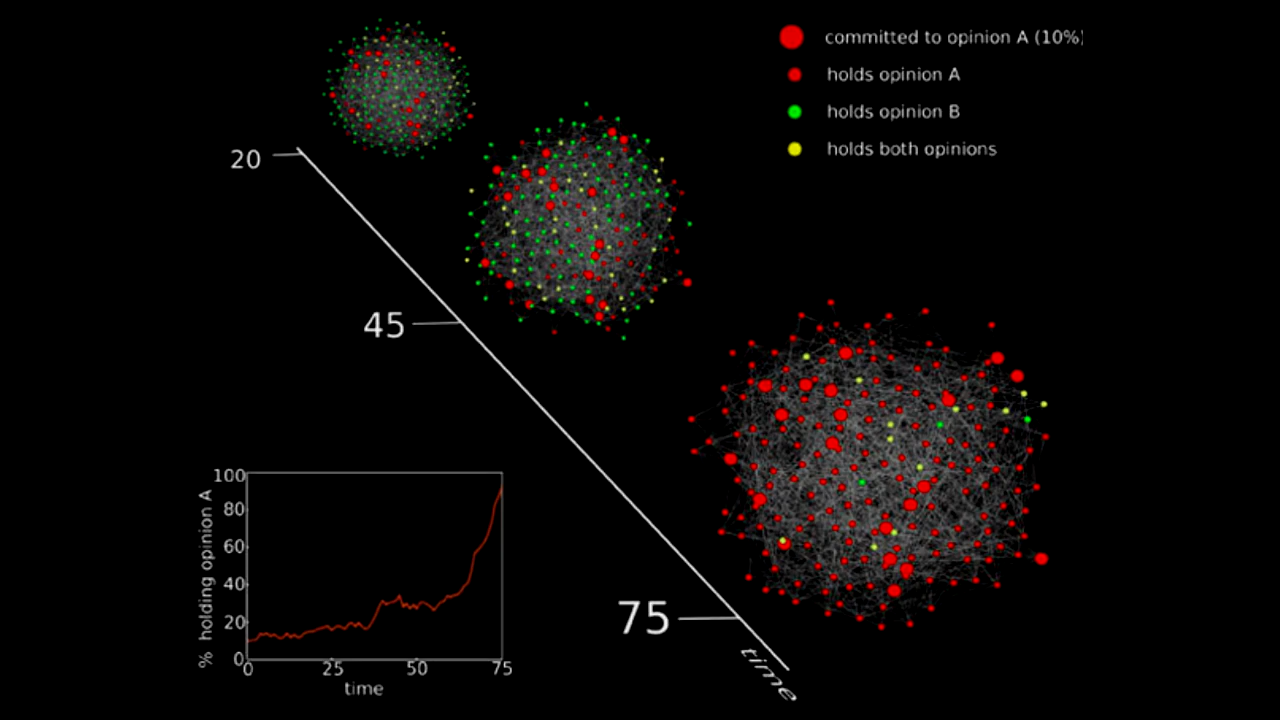 committed to opinion A (10%)
holds opinion A
holds opinion B
holds both opinions
20
45
75
time
% holding opinion A
100
80
60
40
20
0
0
25
50
75
time